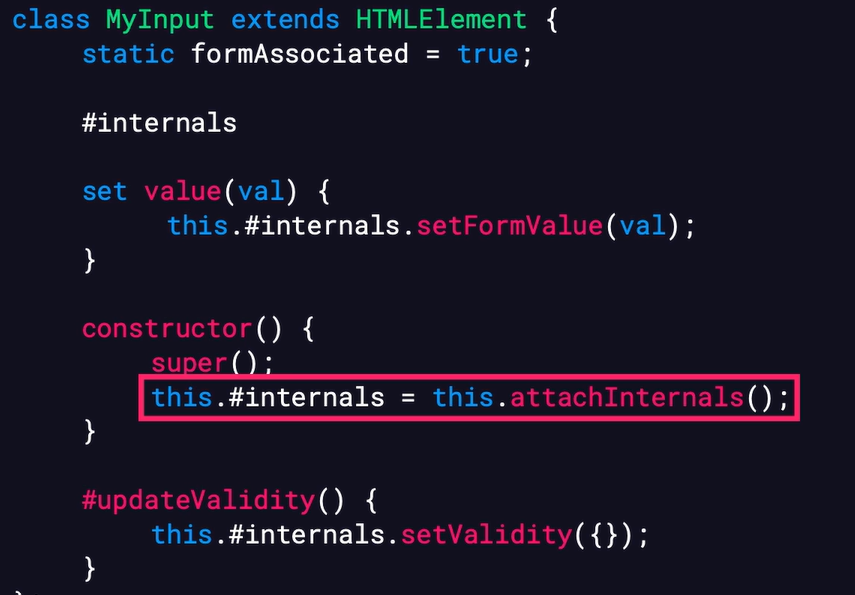 class MyInput extends HTMLElement {
static formAssociated = true;
#internals
set value(val) {
this.#internals.setFormValue(val);
}
constructor() {
super();
this.#internals = this.attachInternals();
}
#updateValidity() {
this.#internals.setValidity({});
}
}